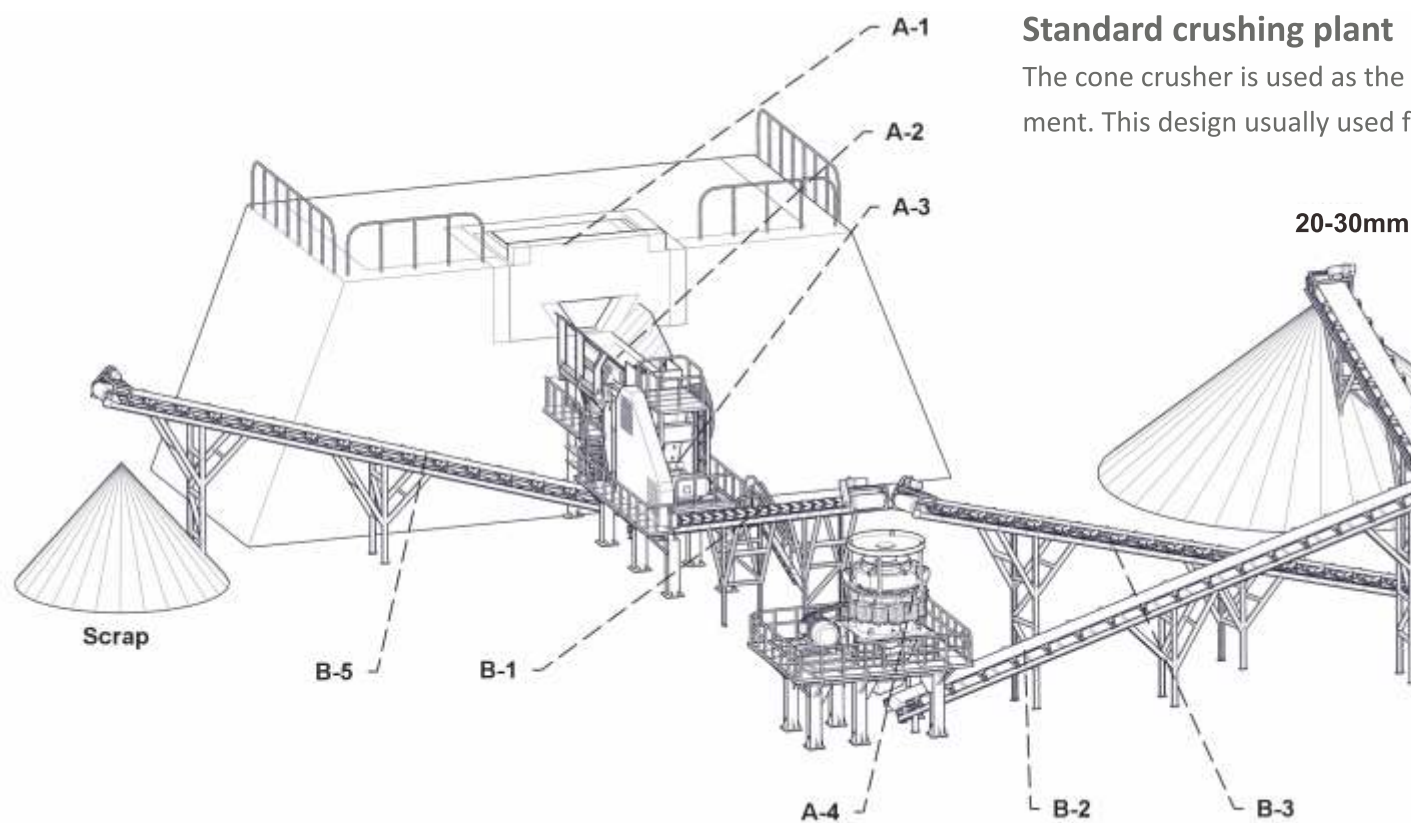 Standard crushing plant
The cone crusher is used as the
ment. This design usually used f
A-1
A-2
A-3
20-30mm
Scrap
B-5
B-1
A-4
B-2
B-3